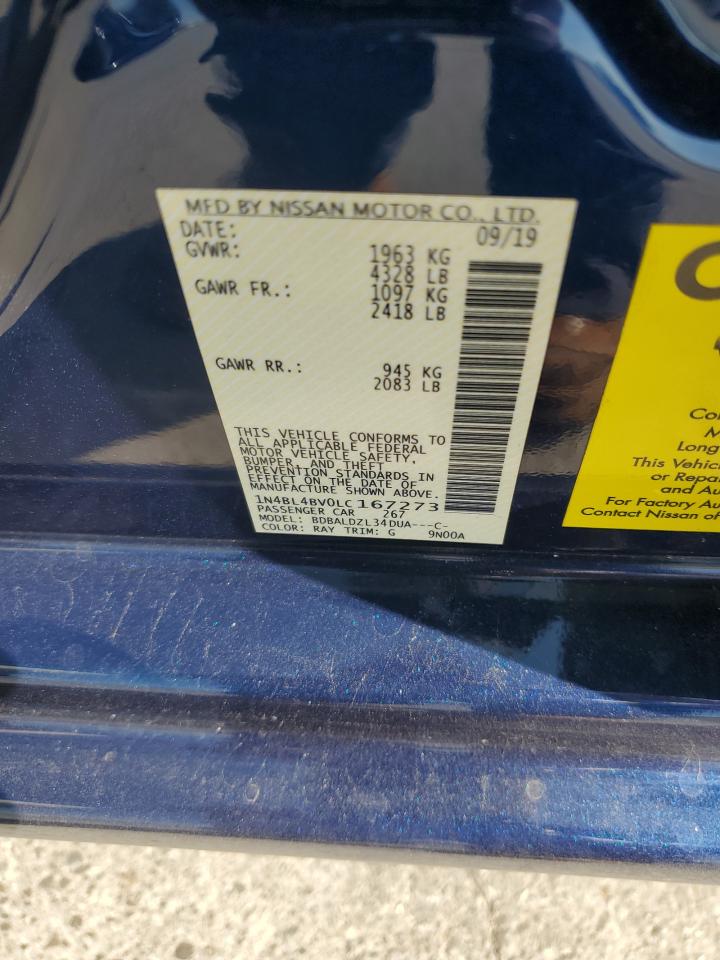 MFD BY NISSAN MOTOR CO., LTD.
DATE: 09/19
GVWR: 1963 KG
4328 LB
GAWR FR.: 1097 KG
2418 LB
GAWR RR.: 945 KG
2083 LB
THIS VEHICLE CONFORMS TO
ALL APPLICABLE FEDERAL
MOTOR VEHICLE SAFETY,
BUMPER, AND THEFT
PREVENTION STANDARDS IN
EFFECT ON THE DATE OF
MANUFACTURE SHOWN ABOVE.
1N4BL4BV0LC167273
PASSENGER CAR 267
MODEL: BDBALDZL34DUA---C-
COLOR: RAY TRIM: G 9N00A
Long
This Vehic
or Repa
and Au
For Factory Au
Contact Nissan of